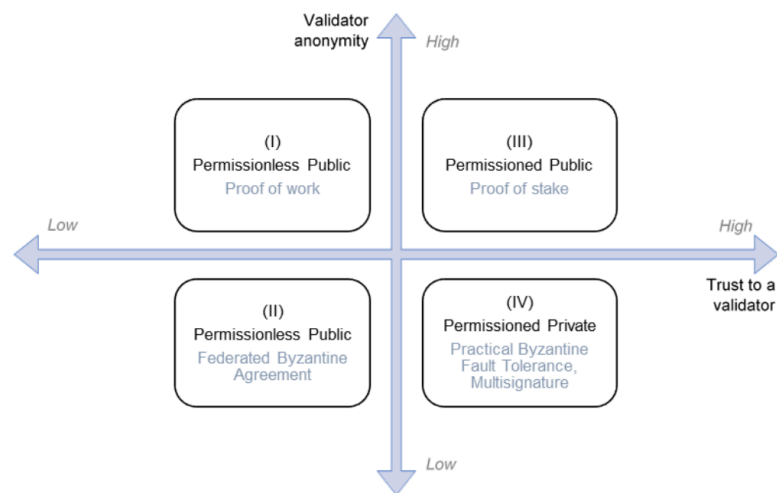 Validator
anonymity
High
(I)
Permissionless Public
Proof of work
(III)
Permissioned Public
Proof of stake
Low
High
Trust to a
validator
(II)
Permissionless Public
Federated Byzantine
Agreement
(IV)
Permissioned Private
Practical Byzantine
Fault Tolerance,
Multisignature
Low